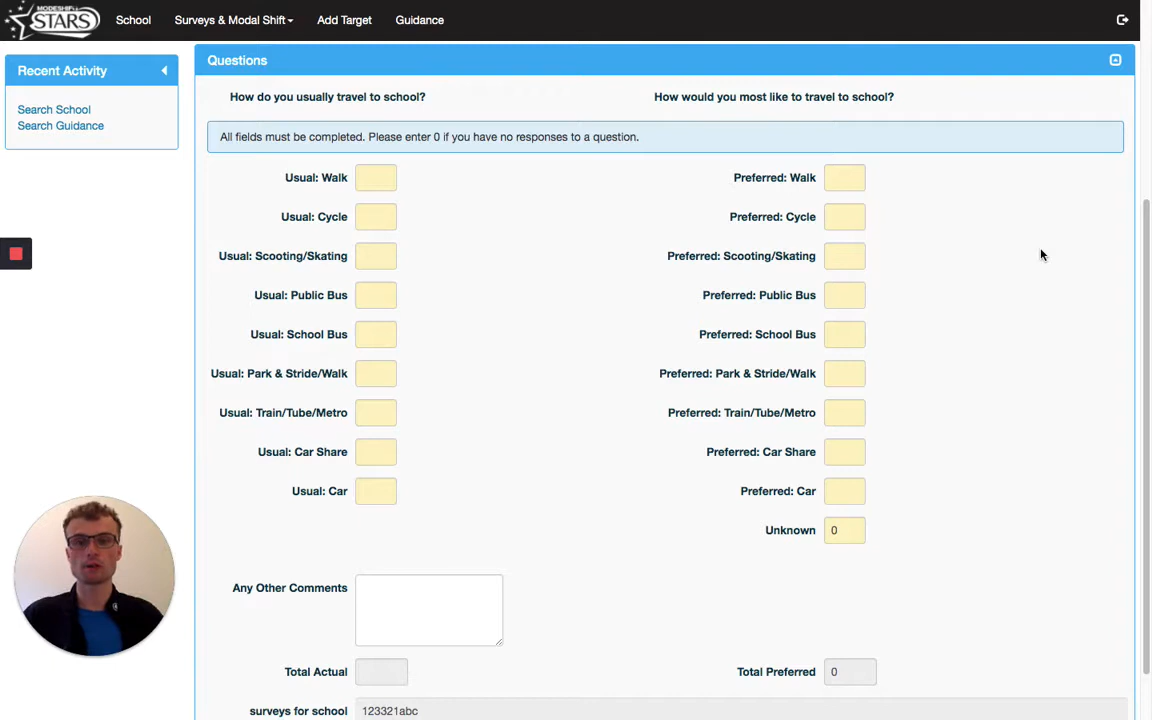 MODESHIFT
STARS
School
Surveys & Modal Shift
Add Target
Guidance
Recent Activity
Search School
Search Guidance
Questions
How do you usually travel to school?
How would you most like to travel to school?
All fields must be completed. Please enter 0 if you have no responses to a question.
Usual: Walk
Preferred: Walk
Usual: Cycle
Preferred: Cycle
Usual: Scooting/Skating
Preferred: Scooting/Skating
Usual: Public Bus
Preferred: Public Bus
Usual: School Bus
Preferred: School Bus
Usual: Park & Stride/Walk
Preferred: Park & Stride/Walk
Usual: Train/Tube/Metro
Preferred: Train/Tube/Metro
Usual: Car Share
Preferred: Car Share
Usual: Car
Preferred: Car
Unknown 0
Any Other Comments
Total Actual
Total Preferred 0
surveys for school 123321abc